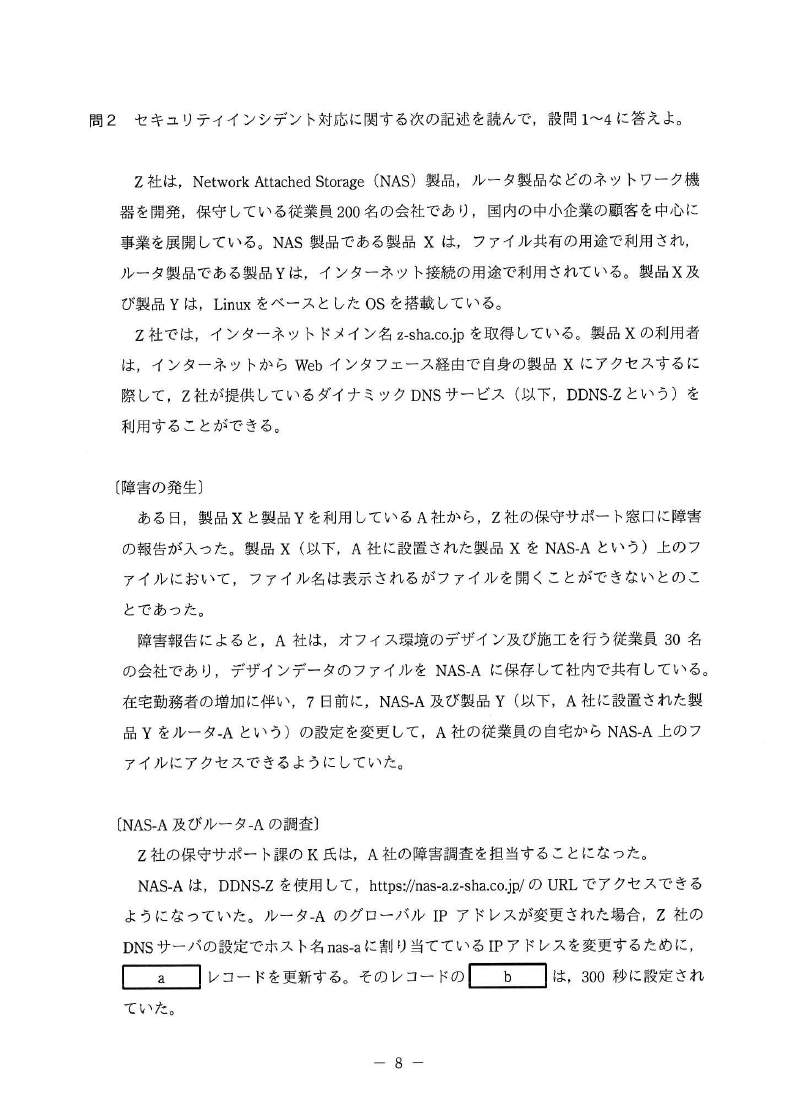 問2 セキュリティインシデント対応に関する次の記述を読んで，設問1～4に答えよ。
Z社は，Network Attached Storage（NAS）製品，ルータ製品などのネットワーク機
器を開発，保守している従業員200名の会社であり，国内の中小企業の顧客を中心に
事業を展開している。NAS 製品である製品 X は，ファイル共有の用途で利用され，
ルータ製品である製品Yは，インターネット接続の用途で利用されている。製品X及
び製品Yは，LinuxをベースとしたOSを搭載している。
Z社では，インターネットドメイン名z-sha.co.jpを取得している。製品Xの利用者
は，インターネットから Web インタフェース経由で自身の製品 X にアクセスするに
際して，Z社が提供しているダイナミックDNSサービス（以下，DDNS-Zという）を
利用することができる。
〔障害の発生〕
ある日，製品Xと製品Yを利用しているA社から，Z社の保守サポート窓口に障害
の報告が入った。製品X（以下，A社に設置された製品XをNAS-Aという）上のフ
ァイルにおいて，ファイル名は表示されるがファイルを開くことができないとのこ
とであった。
障害報告によると，A 社は，オフィス環境のデザイン及び施工を行う従業員 30 名
の会社であり，デザインデータのファイルを NAS-A に保存して社内で共有している。
在宅勤務者の増加に伴い，7日前に，NAS-A及び製品Y（以下，A社に設置された製
品Yをルータ-Aという）の設定を変更して，A社の従業員の自宅からNAS-A上のフ
ァイルにアクセスできるようにしていた。
〔NAS-A及びルータ-Aの調査〕
Z社の保守サポート課のK氏は，A社の障害調査を担当することになった。
NAS-Aは，DDNS-Zを使用して，https://nas-a.z-sha.co.jp/のURLでアクセスできる
ようになっていた。ルータ-A のグローバル IP アドレスが変更された場合，Z 社の
DNSサーバの設定でホスト名nas-aに割り当てているIPアドレスを変更するために，
a レコードを更新する。そのレコードの b は，300 秒に設定され
ていた。
－ 8 －